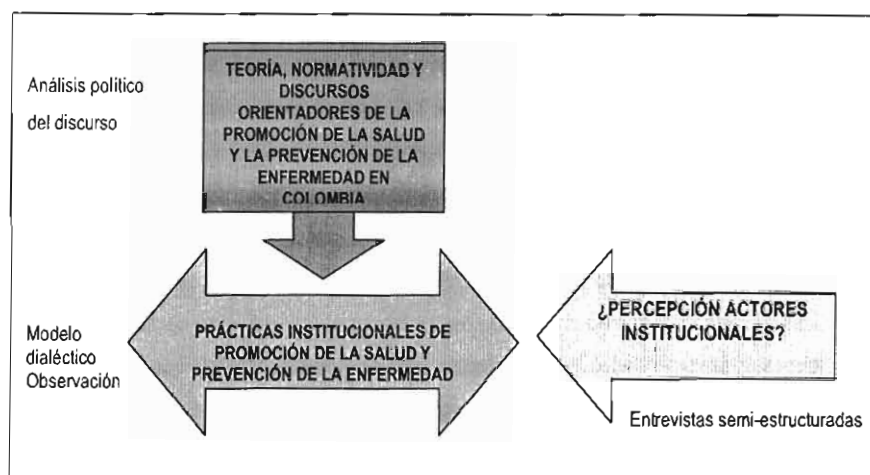 Análisis político
del discurso
TEORÍA, NORMATIVIDAD Y
DISCURSOS
ORIENTADORES DE LA
PROMOCIÓN DE LA SALUD
Y LA PREVENCIÓN DE LA
ENFERMEDAD EN
COLOMBIA
Modelo
dialéctico
Observación
PRÁCTICAS INSTITUCIONALES DE
PROMOCIÓN DE LA SALUD Y
PREVENCIÓN DE LA ENFERMEDAD
¿PERCEPCIÓN ACTORES
INSTITUCIONALES?
Entrevistas semi-estructuradas